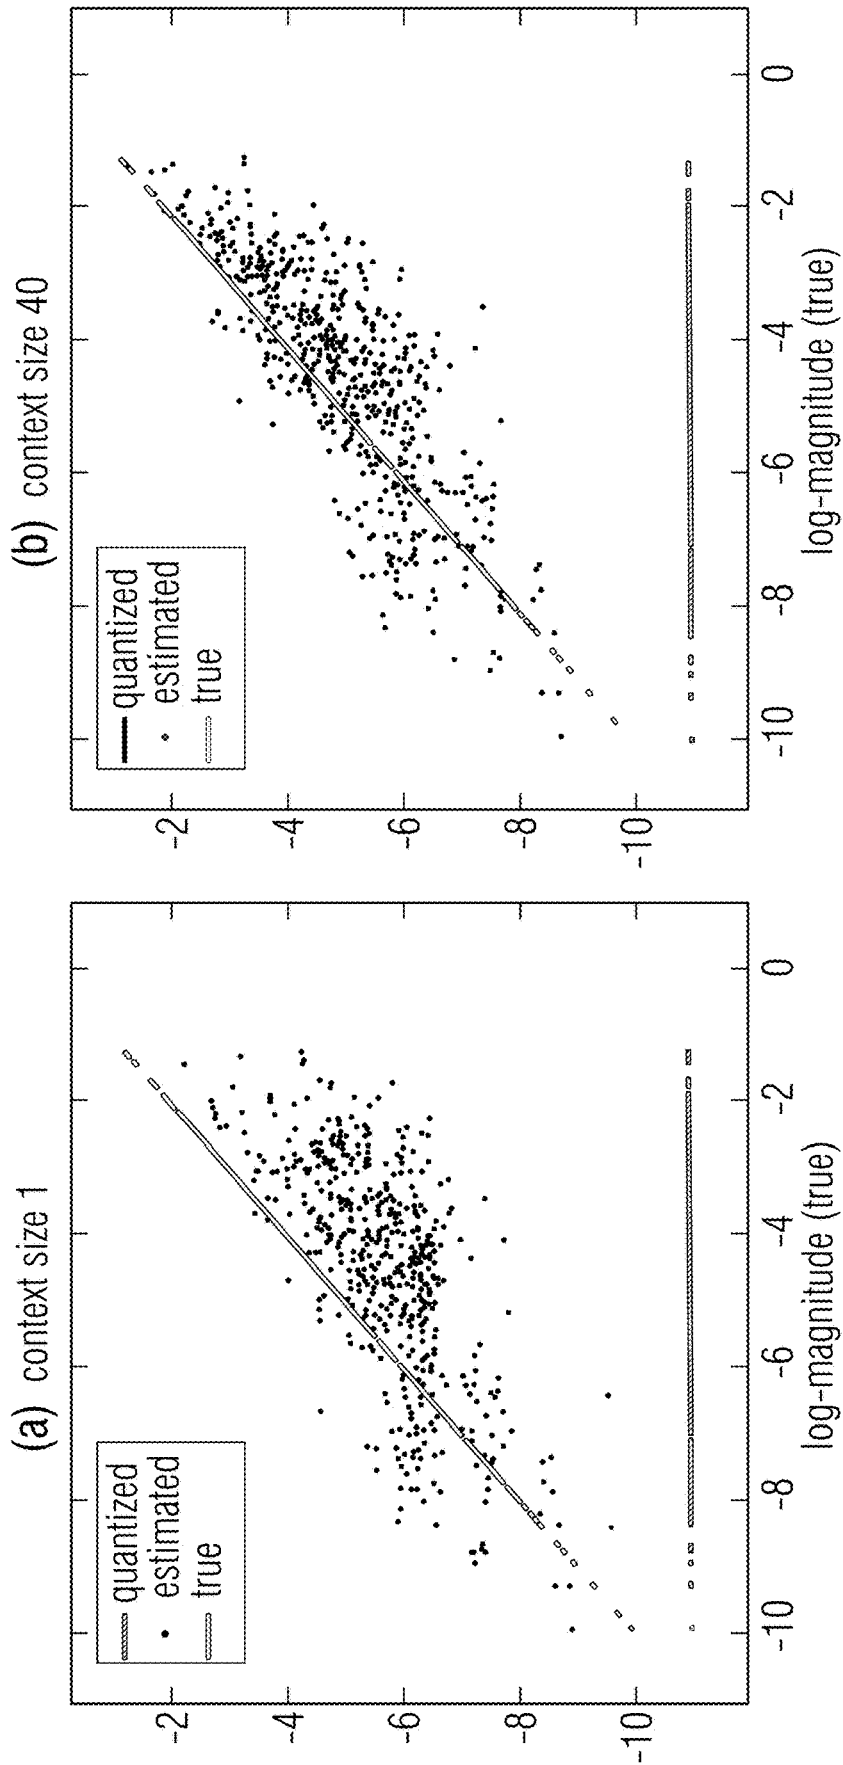 (a) context size 1
quantized
estimated
true
-2
-4
-6
-8
-10
-10
-8
-6
-4
-2
0
log-magnitude (true)
(b) context size 40
quantized
estimated
true
-2
-4
-6
-8
-10
-10
-8
-6
-4
-2
0
log-magnitude (true)